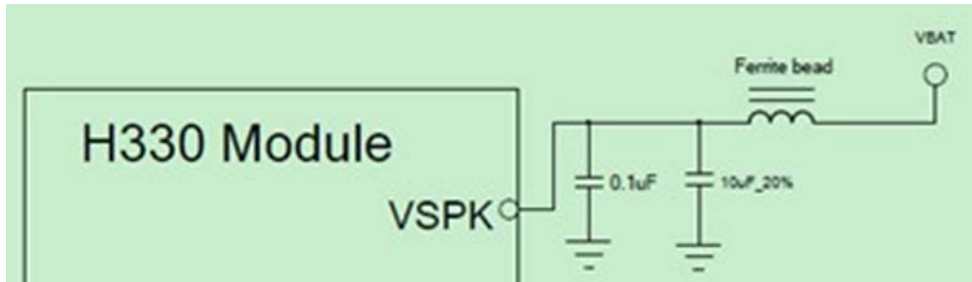 VBAT
Ferrite bead
H330 Module
0.1uF
10uF_20%
VSPK